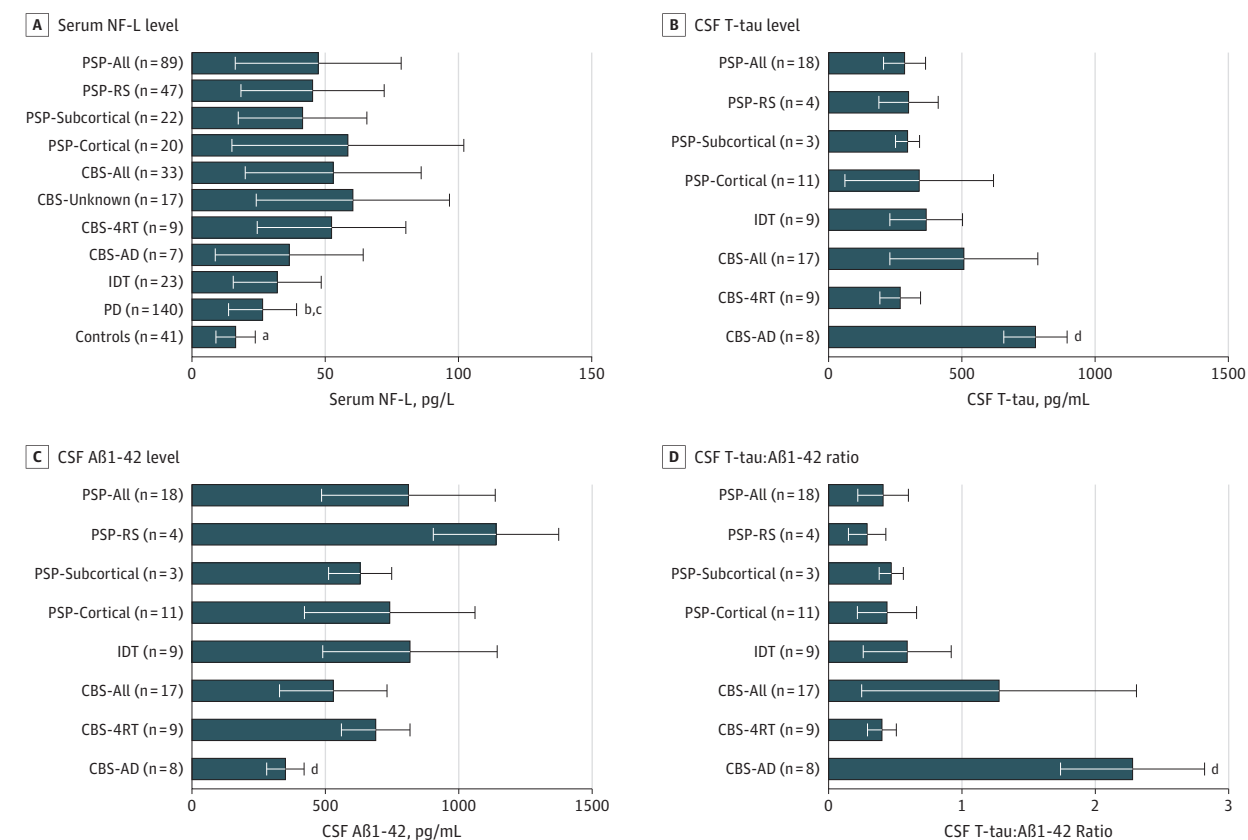 A Serum NF-L level
PSP-All (n=89)
PSP-RS (n=47)
PSP-Subcortical (n=22)
PSP-Cortical (n=20)
CBS-All (n=33)
CBS-Unknown (n=17)
CBS-4RT (n=9)
CBS-AD (n=7)
IDT (n=23)
PD (n=140) b,c
Controls (n=41) a
0 50 100 150
Serum NF-L, pg/L
B CSF T-tau level
PSP-All (n=18)
PSP-RS (n=4)
PSP-Subcortical (n=3)
PSP-Cortical (n=11)
IDT (n=9)
CBS-All (n=17)
CBS-4RT (n=9)
CBS-AD (n=8) d
0 500 1000 1500
CSF T-tau, pg/mL
C CSF Aß1-42 level
PSP-All (n=18)
PSP-RS (n=4)
PSP-Subcortical (n=3)
PSP-Cortical (n=11)
IDT (n=9)
CBS-All (n=17)
CBS-4RT (n=9)
CBS-AD (n=8) d
0 500 1000 1500
CSF Aß1-42, pg/mL
D CSF T-tau:Aß1-42 ratio
PSP-All (n=18)
PSP-RS (n=4)
PSP-Subcortical (n=3)
PSP-Cortical (n=11)
IDT (n=9)
CBS-All (n=17)
CBS-4RT (n=9)
CBS-AD (n=8) d
0 1 2 3
CSF T-tau:Aß1-42 Ratio